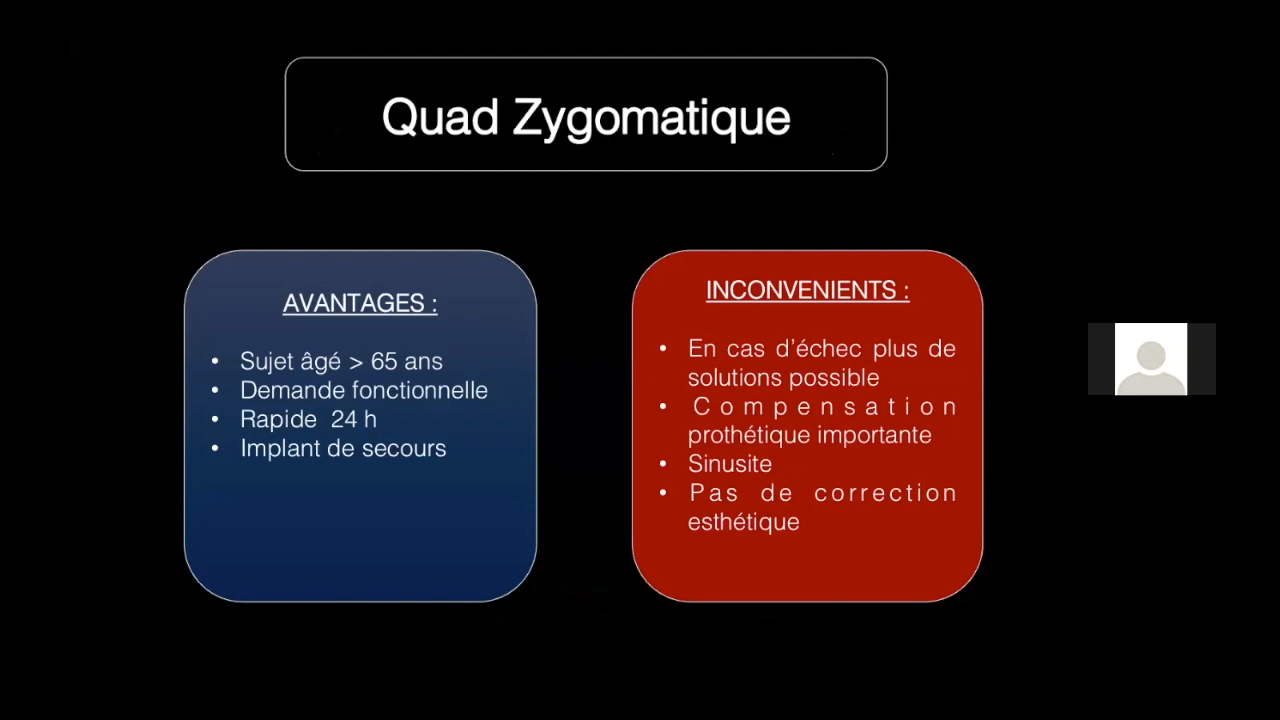 Quad Zygomatique
AVANTAGES :
• Sujet âgé > 65 ans
• Demande fonctionnelle
• Rapide 24 h
• Implant de secours
INCONVENIENTS :
• En cas d'échec plus de
solutions possible
• Compensation
prothétique importante
• Sinusite
• Pas de correction
esthétique